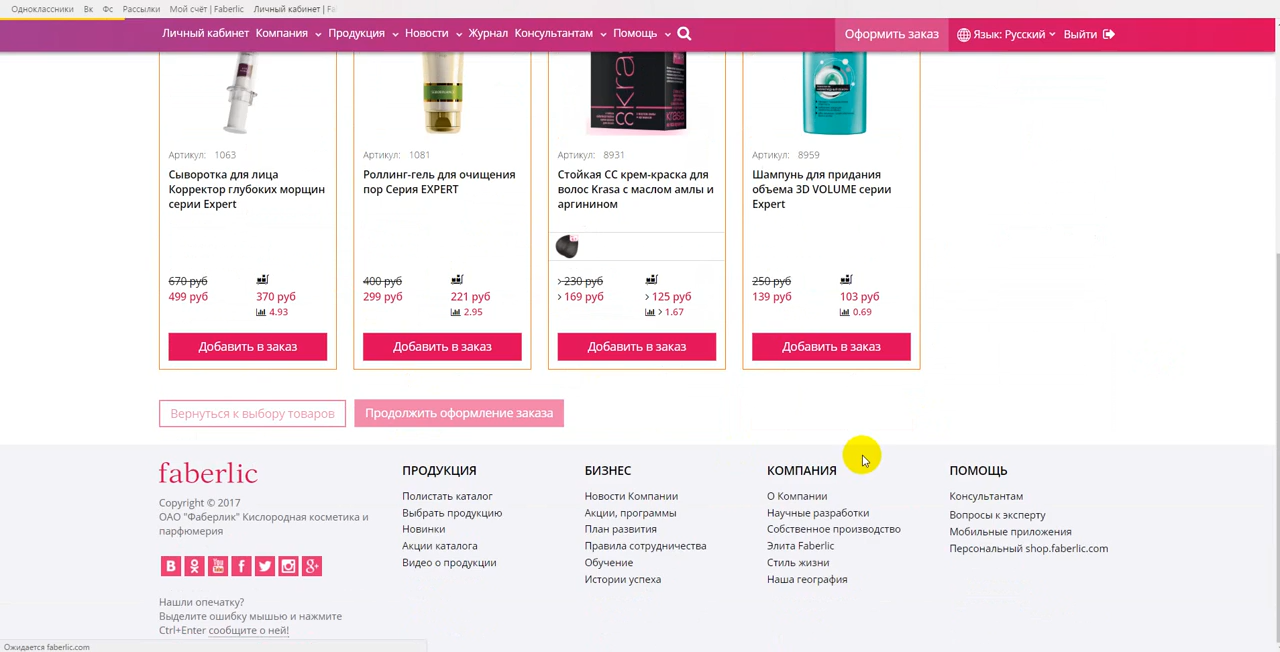 Одноклассники Вк Фс Рассылки Мой счёт | Faberlic Личный кабинет | Fa
Личный кабинет Компания Продукция Новости Журнал Консультантам Помощь Оформить заказ Язык: Русский Выйти
CC kras
Артикул: 1063
Сыворотка для лица
Корректор глубоких морщин
серии Expert
670 руб
499 руб 370 руб
4.93
Добавить в заказ
Артикул: 1081
Роллинг-гель для очищения
пор Серия EXPERT
400 руб
299 руб 221 руб
2.95
Добавить в заказ
Артикул: 8931
Стойкая СС крем-краска для
волос Krasa с маслом амлы и
аргинином
> 230 руб
> 169 руб > 125 руб
> 1.67
Добавить в заказ
Артикул: 8959
Шампунь для придания
объема 3D VOLUME серии
Expert
250 руб
139 руб 103 руб
0.69
Добавить в заказ
Вернуться к выбору товаров Продолжить оформление заказа
faberlic
Copyright © 2017
ОАО "Фаберлик" Кислородная косметика и
парфюмерия
B f You Tube g+
Нашли опечатку?
Выделите ошибку мышью и нажмите
Ctrl+Enter сообщите о ней!
ПРОДУКЦИЯ
Полистать каталог
Выбрать продукцию
Новинки
Акции каталога
Видео о продукции
БИЗНЕС
Новости Компании
Акции, программы
План развития
Правила сотрудничества
Обучение
Истории успеха
КОМПАНИЯ
О Компании
Научные разработки
Собственное производство
Элита Faberlic
Стиль жизни
Наша география
ПОМОЩЬ
Консультантам
Вопросы к эксперту
Мобильные приложения
Персональный shop.faberlic.com
Ожидается faberlic.com